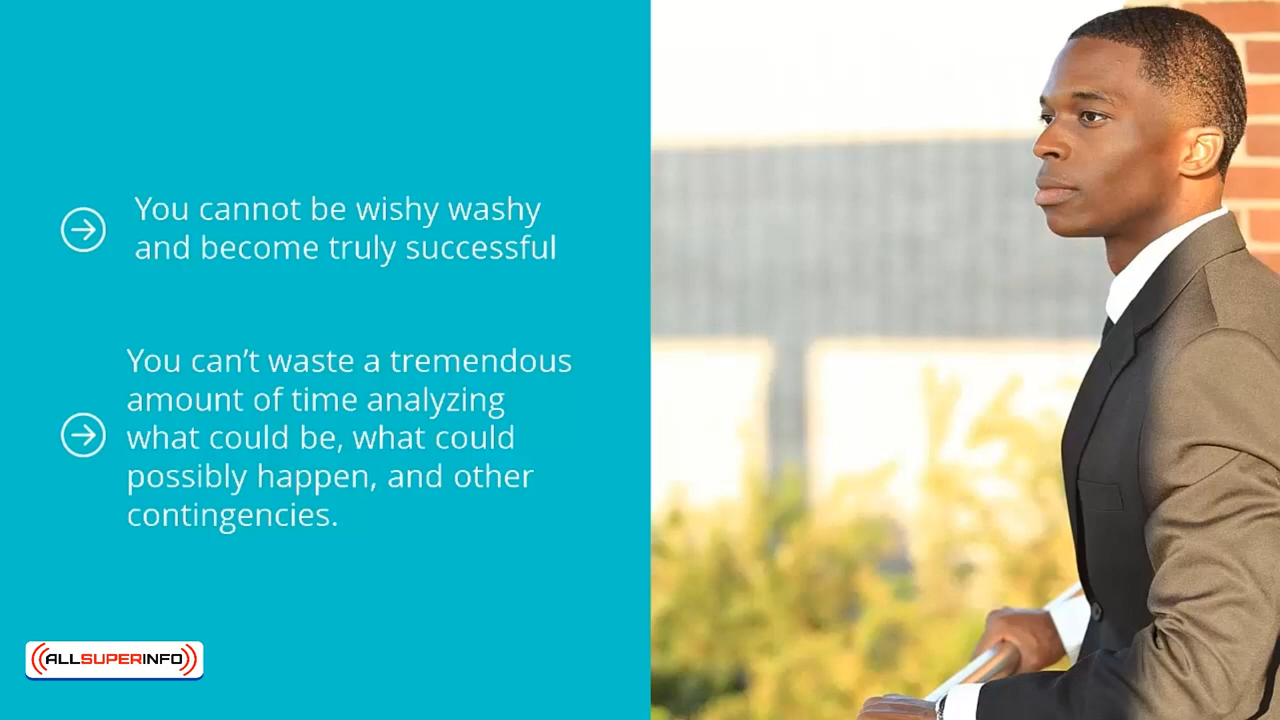 You cannot be wishy washy
and become truly successful
You can’t waste a tremendous
amount of time analyzing
what could be, what could
possibly happen, and other
contingencies.
ALLSUPERINFO